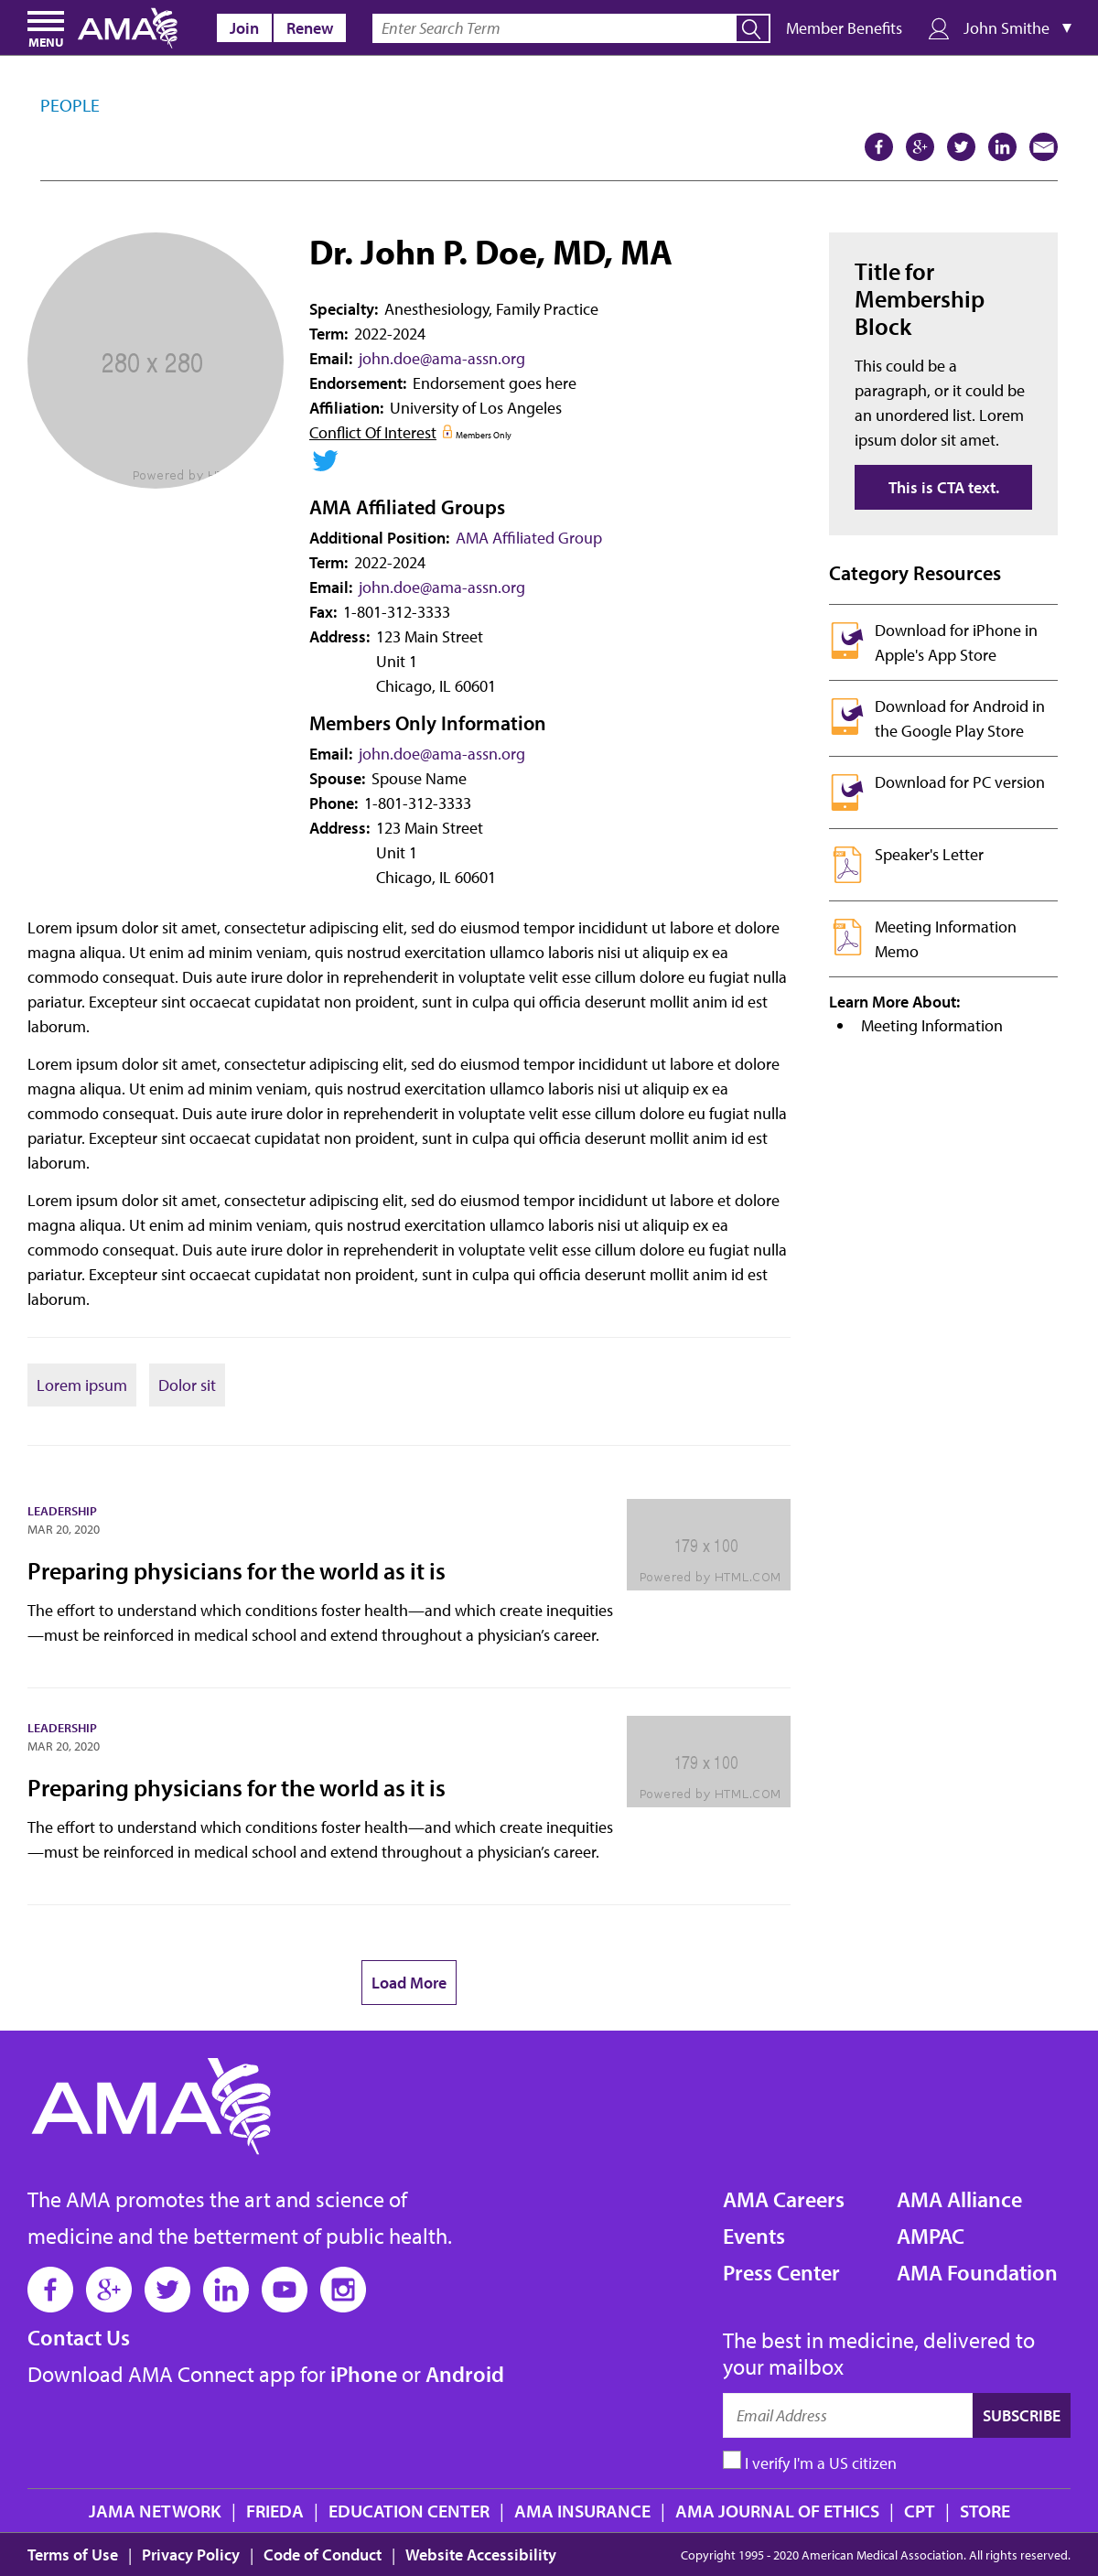 MENU
AMA
Join
Renew
Enter Search Term
Member Benefits
John Smithe
PEOPLE
280 x 280
Powered by
Dr. John P. Doe, MD, MA
Specialty: Anesthesiology, Family Practice
Term: 2022-2024
Email: john.doe@ama-assn.org
Endorsement: Endorsement goes here
Affiliation: University of Los Angeles
Conflict Of Interest Members Only
AMA Affiliated Groups
Additional Position: AMA Affiliated Group
Term: 2022-2024
Email: john.doe@ama-assn.org
Fax: 1-801-312-3333
Address: 123 Main Street
Unit 1
Chicago, IL 60601
Members Only Information
Email: john.doe@ama-assn.org
Spouse: Spouse Name
Phone: 1-801-312-3333
Address: 123 Main Street
Unit 1
Chicago, IL 60601
Title for
Membership
Block
This could be a
paragraph, or it could be
an unordered list. Lorem
ipsum dolor sit amet.
This is CTA text.
Category Resources
Download for iPhone in
Apple's App Store
Download for Android in
the Google Play Store
Download for PC version
Speaker's Letter
Meeting Information
Memo
Learn More About:
• Meeting Information
Lorem ipsum dolor sit amet, consectetur adipiscing elit, sed do eiusmod tempor incididunt ut labore et dolore
magna aliqua. Ut enim ad minim veniam, quis nostrud exercitation ullamco laboris nisi ut aliquip ex ea
commodo consequat. Duis aute irure dolor in reprehenderit in voluptate velit esse cillum dolore eu fugiat nulla
pariatur. Excepteur sint occaecat cupidatat non proident, sunt in culpa qui officia deserunt mollit anim id est
laborum.
Lorem ipsum dolor sit amet, consectetur adipiscing elit, sed do eiusmod tempor incididunt ut labore et dolore
magna aliqua. Ut enim ad minim veniam, quis nostrud exercitation ullamco laboris nisi ut aliquip ex ea
commodo consequat. Duis aute irure dolor in reprehenderit in voluptate velit esse cillum dolore eu fugiat nulla
pariatur. Excepteur sint occaecat cupidatat non proident, sunt in culpa qui officia deserunt mollit anim id est
laborum.
Lorem ipsum dolor sit amet, consectetur adipiscing elit, sed do eiusmod tempor incididunt ut labore et dolore
magna aliqua. Ut enim ad minim veniam, quis nostrud exercitation ullamco laboris nisi ut aliquip ex ea
commodo consequat. Duis aute irure dolor in reprehenderit in voluptate velit esse cillum dolore eu fugiat nulla
pariatur. Excepteur sint occaecat cupidatat non proident, sunt in culpa qui officia deserunt mollit anim id est
laborum.
Lorem ipsum
Dolor sit
LEADERSHIP
MAR 20, 2020
Preparing physicians for the world as it is
The effort to understand which conditions foster health—and which create inequities
—must be reinforced in medical school and extend throughout a physician’s career.
179 x 100
Powered by HTML.COM
LEADERSHIP
MAR 20, 2020
Preparing physicians for the world as it is
The effort to understand which conditions foster health—and which create inequities
—must be reinforced in medical school and extend throughout a physician’s career.
179 x 100
Powered by HTML.COM
Load More
AMA
The AMA promotes the art and science of
medicine and the betterment of public health.
Contact Us
Download AMA Connect app for iPhone or Android
AMA Careers
Events
Press Center
AMA Alliance
AMPAC
AMA Foundation
The best in medicine, delivered to
your mailbox
Email Address
SUBSCRIBE
I verify I'm a US citizen
JAMA NETWORK | FRIEDA | EDUCATION CENTER | AMA INSURANCE | AMA JOURNAL OF ETHICS | CPT | STORE
Terms of Use | Privacy Policy | Code of Conduct | Website Accessibility
Copyright 1995 - 2020 American Medical Association. All rights reserved.